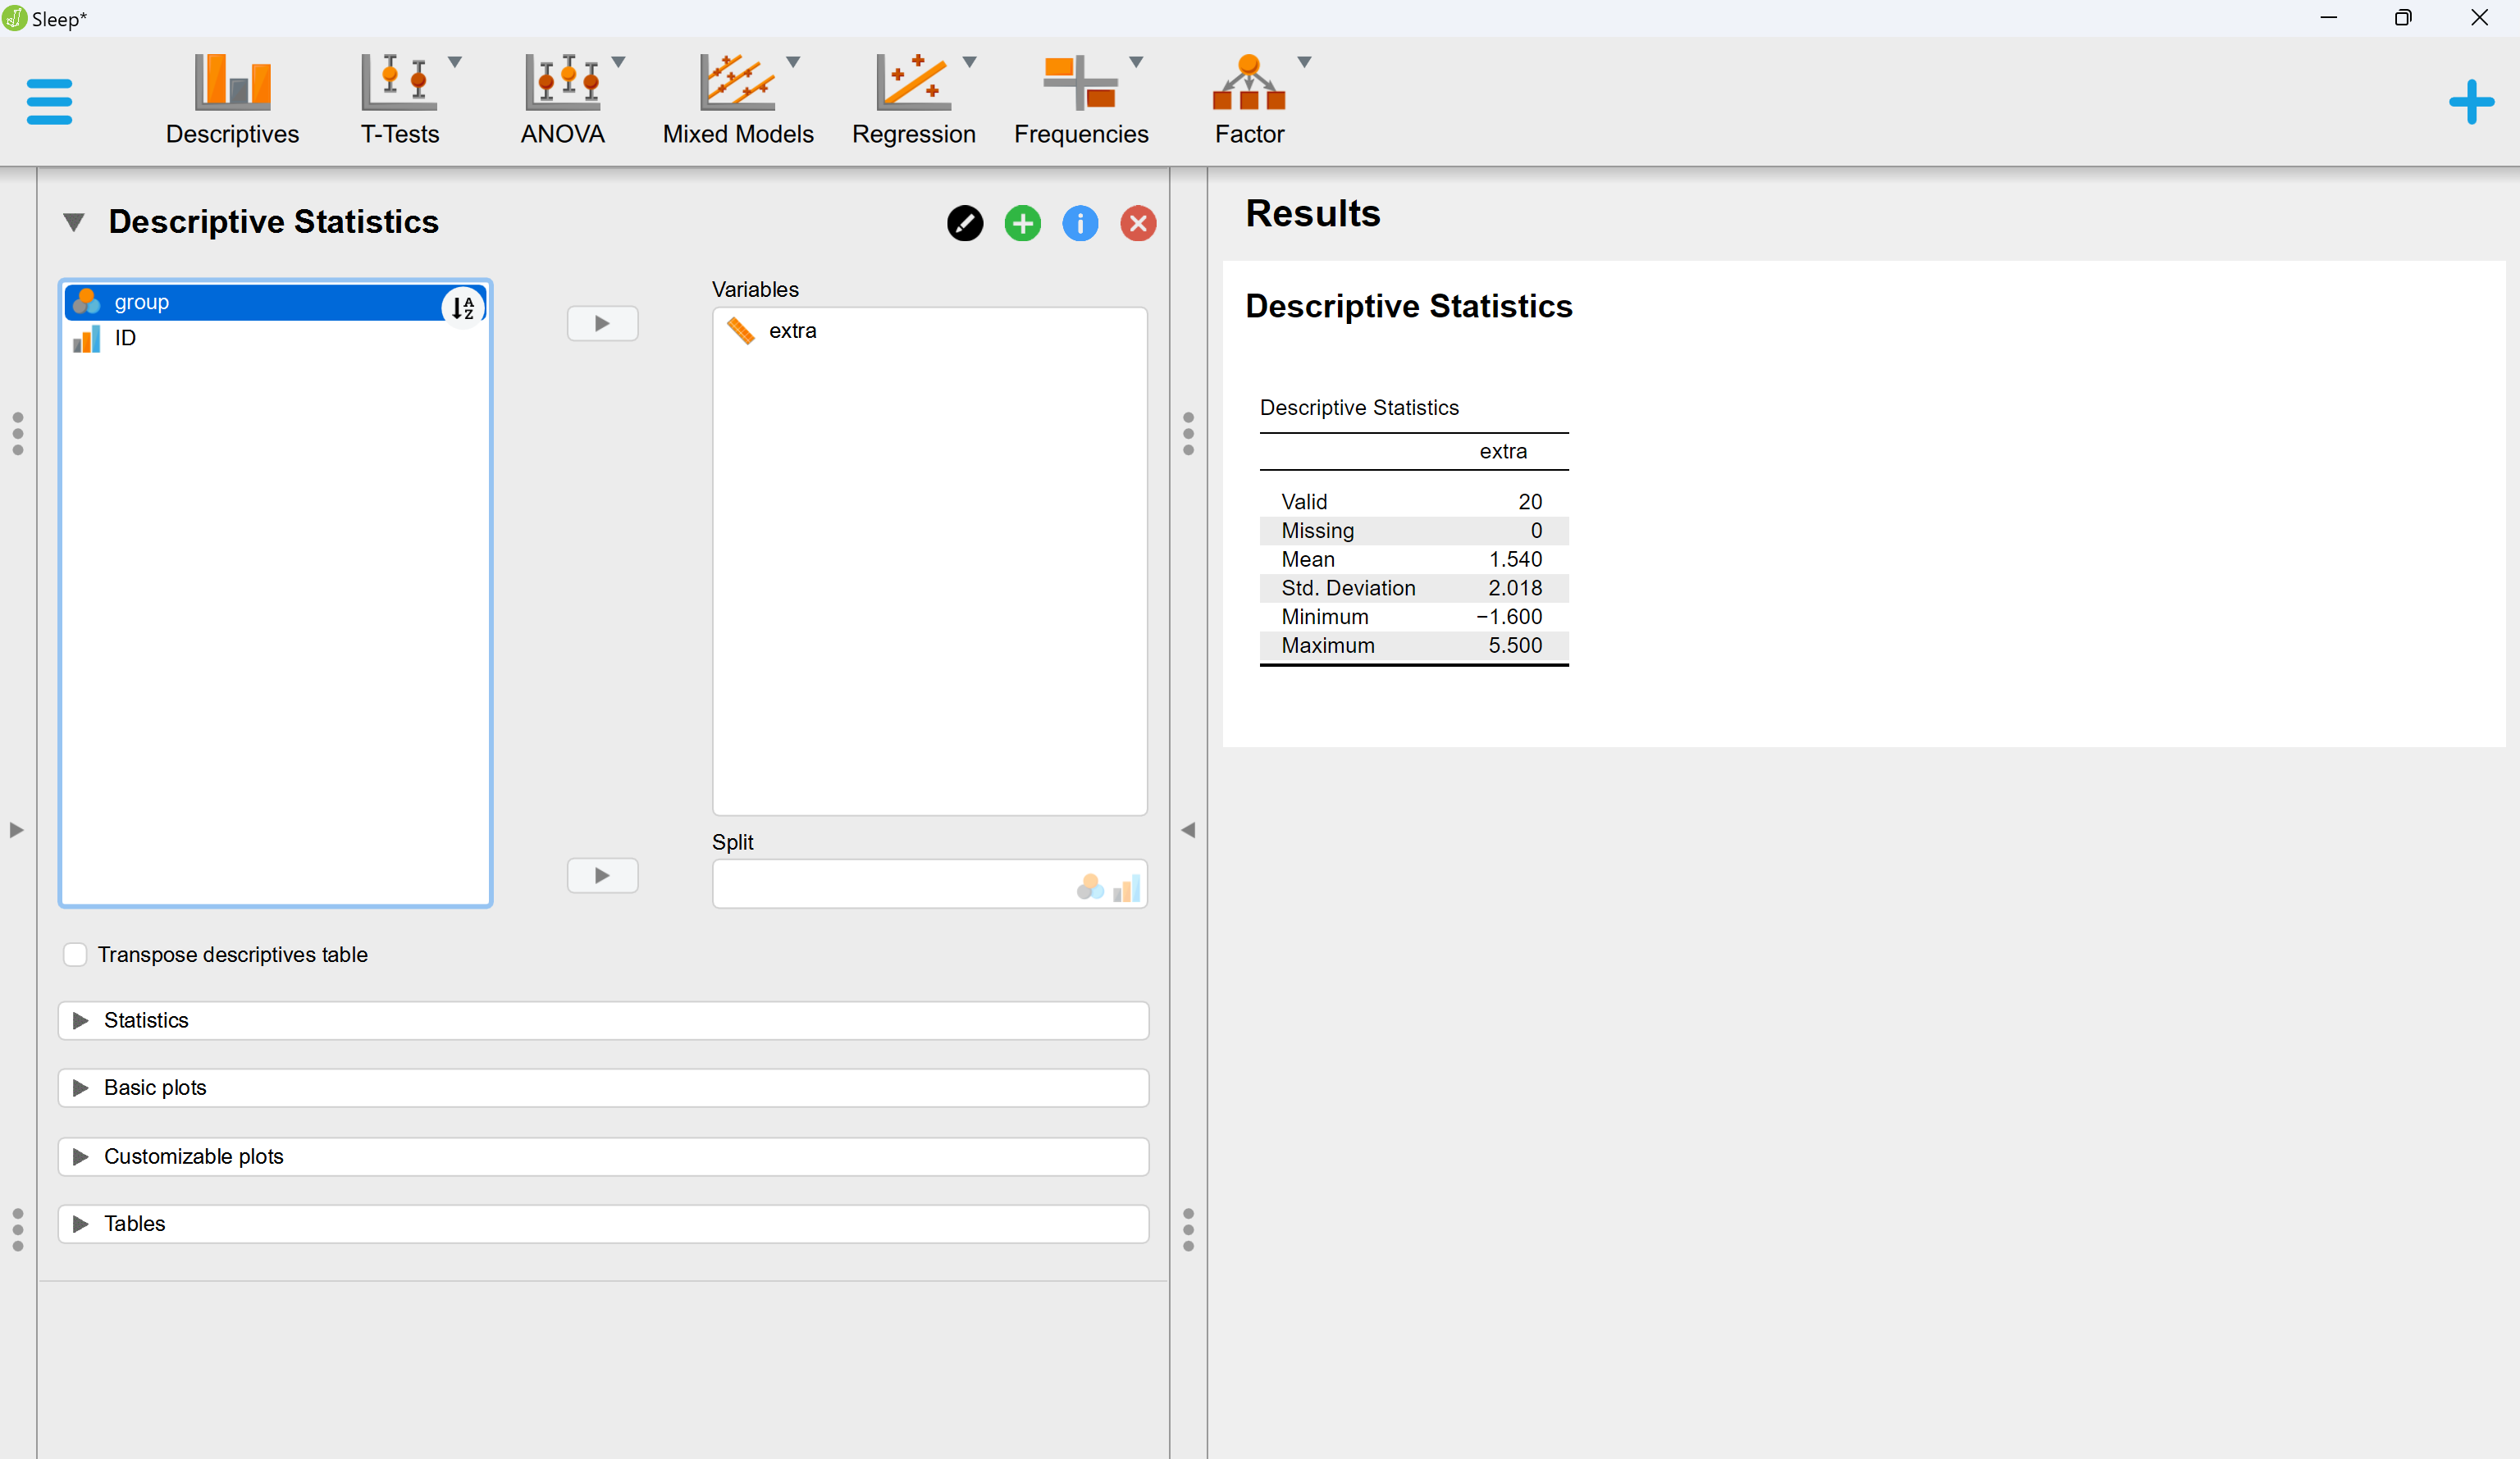 Sleep*
Descriptives
T-Tests
ANOVA
Mixed Models
Regression
Frequencies
Factor
Descriptive Statistics
group
ID
Variables
extra
Split
Transpose descriptives table
Statistics
Basic plots
Customizable plots
Tables
Results
Descriptive Statistics
Descriptive Statistics
extra
Valid 20
Missing 0
Mean 1.540
Std. Deviation 2.018
Minimum −1.600
Maximum 5.500